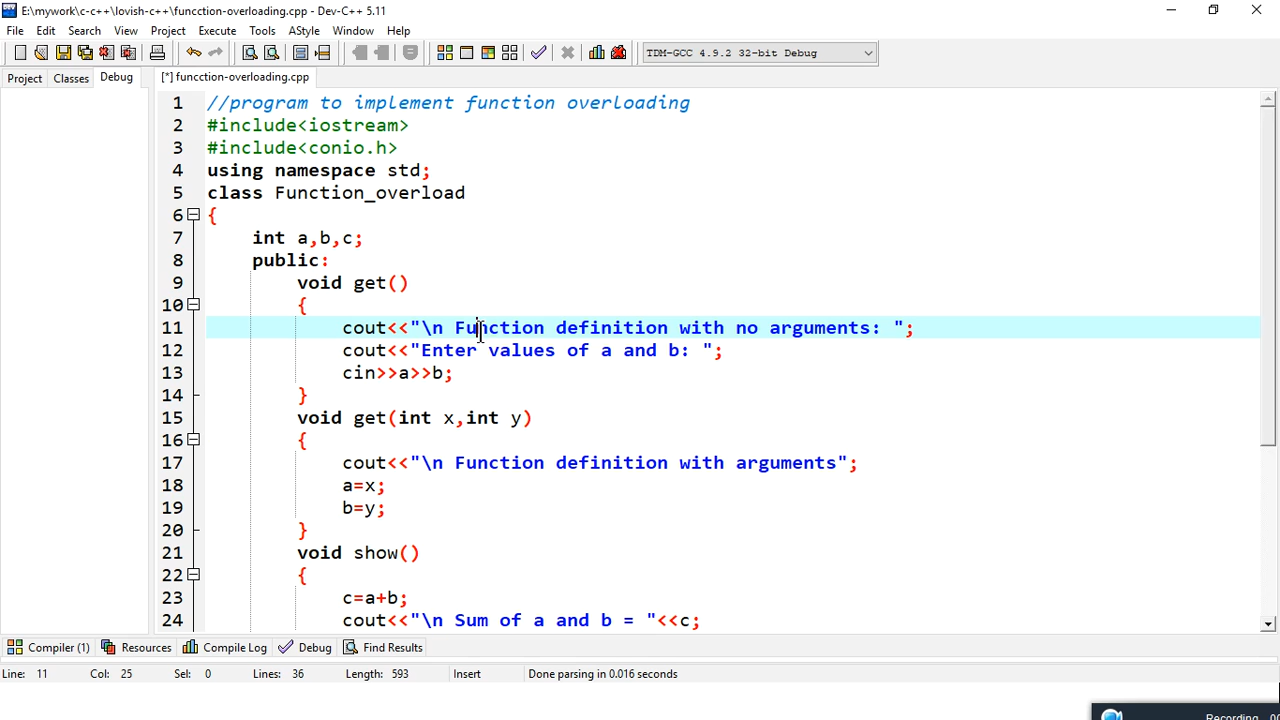 E:\mywork\c-c++\lovish-c++\funcction-overloading.cpp - Dev-C++ 5.11
File Edit Search View Project Execute Tools AStyle Window Help
TDM-GCC 4.9.2 32-bit Debug
Project Classes Debug [*] funcction-overloading.cpp
1 //program to implement function overloading
2 #include<iostream>
3 #include<conio.h>
4 using namespace std;
5 class Function_overload
6 {
7 int a,b,c;
8 public:
9 void get()
10 {
11 cout<<"\n Function definition with no arguments: ";
12 cout<<"Enter values of a and b: ";
13 cin>>a>>b;
14 }
15 void get(int x,int y)
16 {
17 cout<<"\n Function definition with arguments";
18 a=x;
19 b=y;
20 }
21 void show()
22 {
23 c=a+b;
24 cout<<"\n Sum of a and b = "<<c;
Compiler (1) Resources Compile Log Debug Find Results
Line: 11 Col: 25 Sel: 0 Lines: 36 Length: 593 Insert Done parsing in 0.016 seconds
Recording